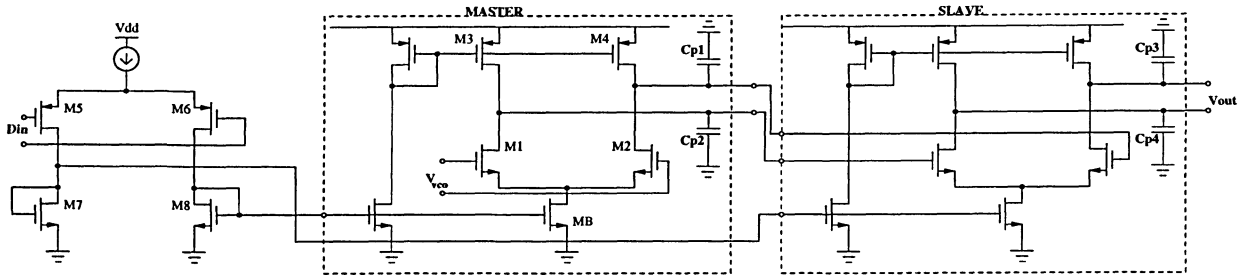 MASTER
SLAVE
Vdd
M3
M4
Cp1
Cp3
M5
M6
Din
Cp2
Cp4
Vout
M1
M2
Vvco
M7
M8
MB